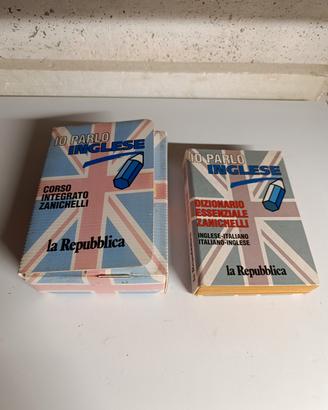 IO PARLO
INGLESE
CORSO
INTEGRATO
ZANICHELLI
la Repubblica
IO PARLO
INGLESE
DIZIONARIO
ESSENZIALE
ZANICHELLI
INGLESE-ITALIANO
ITALIANO-INGLESE
la Repubblica